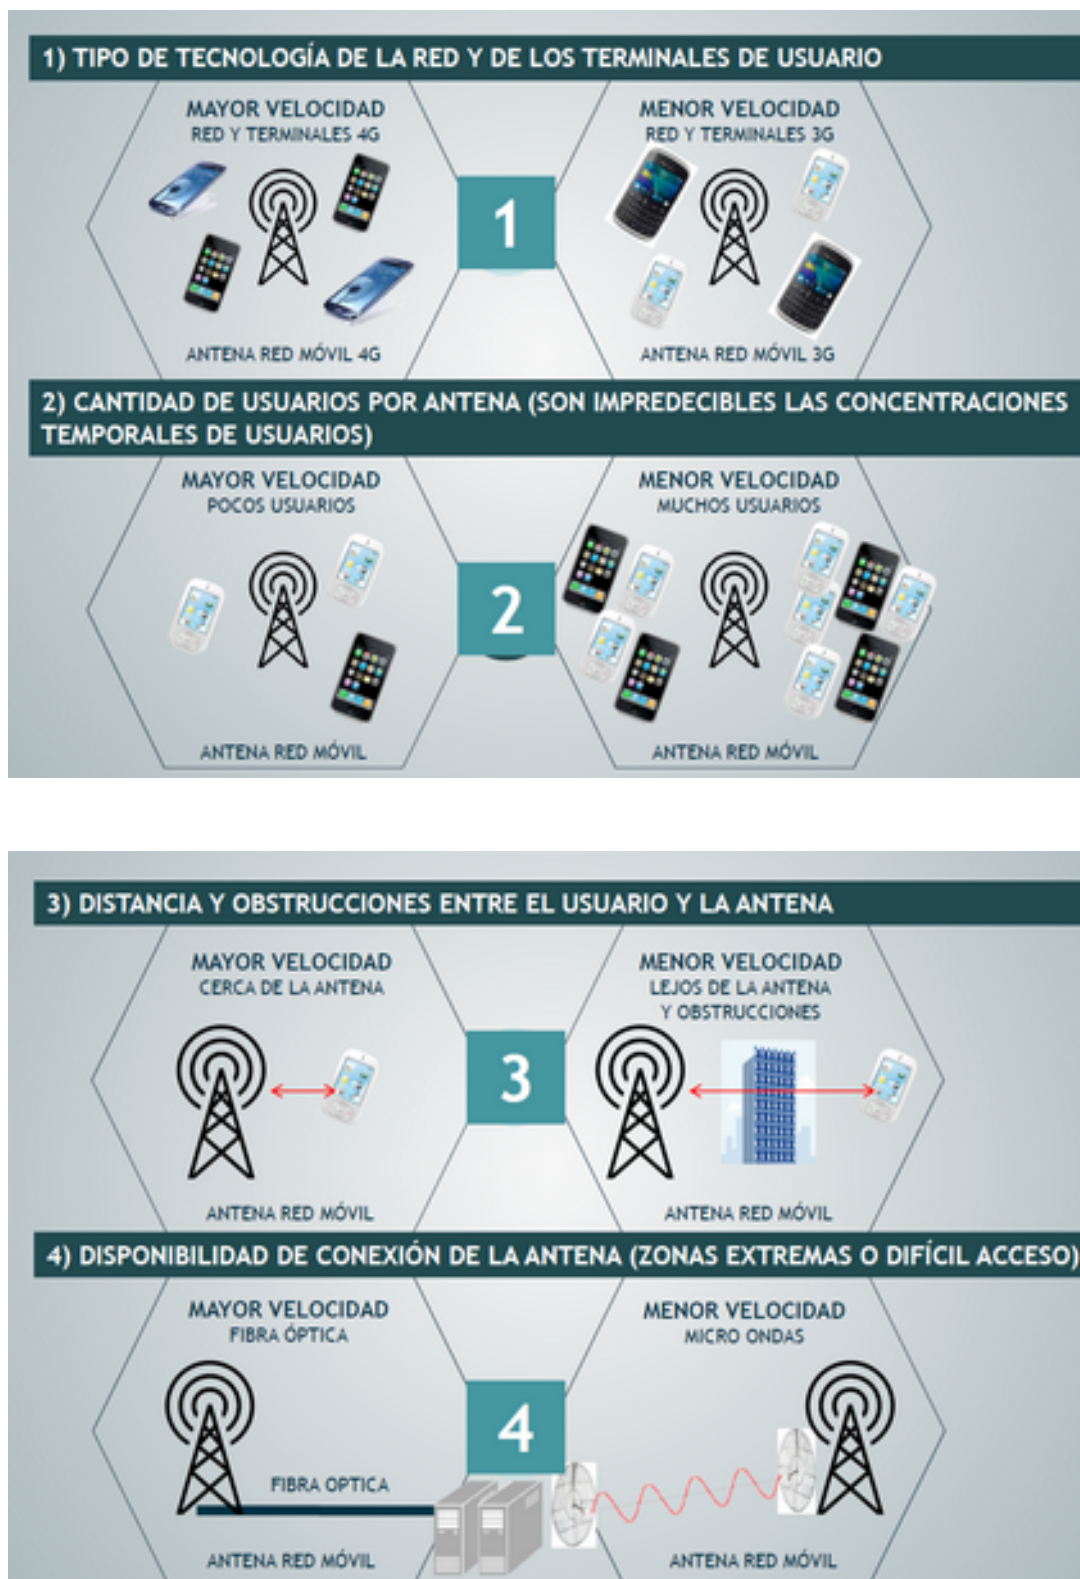 1) TIPO DE TECNOLOGÍA DE LA RED Y DE LOS TERMINALES DE USUARIO
MAYOR VELOCIDAD
RED Y TERMINALES 4G
MENOR VELOCIDAD
RED Y TERMINALES 3G
1
ANTENA RED MÓVIL 4G
ANTENA RED MÓVIL 3G
2) CANTIDAD DE USUARIOS POR ANTENA (SON IMPREDECIBLES LAS CONCENTRACIONES
TEMPORALES DE USUARIOS)
MAYOR VELOCIDAD
POCOS USUARIOS
MENOR VELOCIDAD
MUCHOS USUARIOS
2
ANTENA RED MÓVIL
ANTENA RED MÓVIL
3) DISTANCIA Y OBSTRUCCIONES ENTRE EL USUARIO Y LA ANTENA
MAYOR VELOCIDAD
CERCA DE LA ANTENA
MENOR VELOCIDAD
LEJOS DE LA ANTENA
Y OBSTRUCCIONES
3
ANTENA RED MÓVIL
ANTENA RED MÓVIL
4) DISPONIBILIDAD DE CONEXIÓN DE LA ANTENA (ZONAS EXTREMAS O DIFÍCIL ACCESO)
MAYOR VELOCIDAD
FIBRA ÓPTICA
MENOR VELOCIDAD
MICRO ONDAS
4
FIBRA OPTICA
ANTENA RED MÓVIL
ANTENA RED MÓVIL